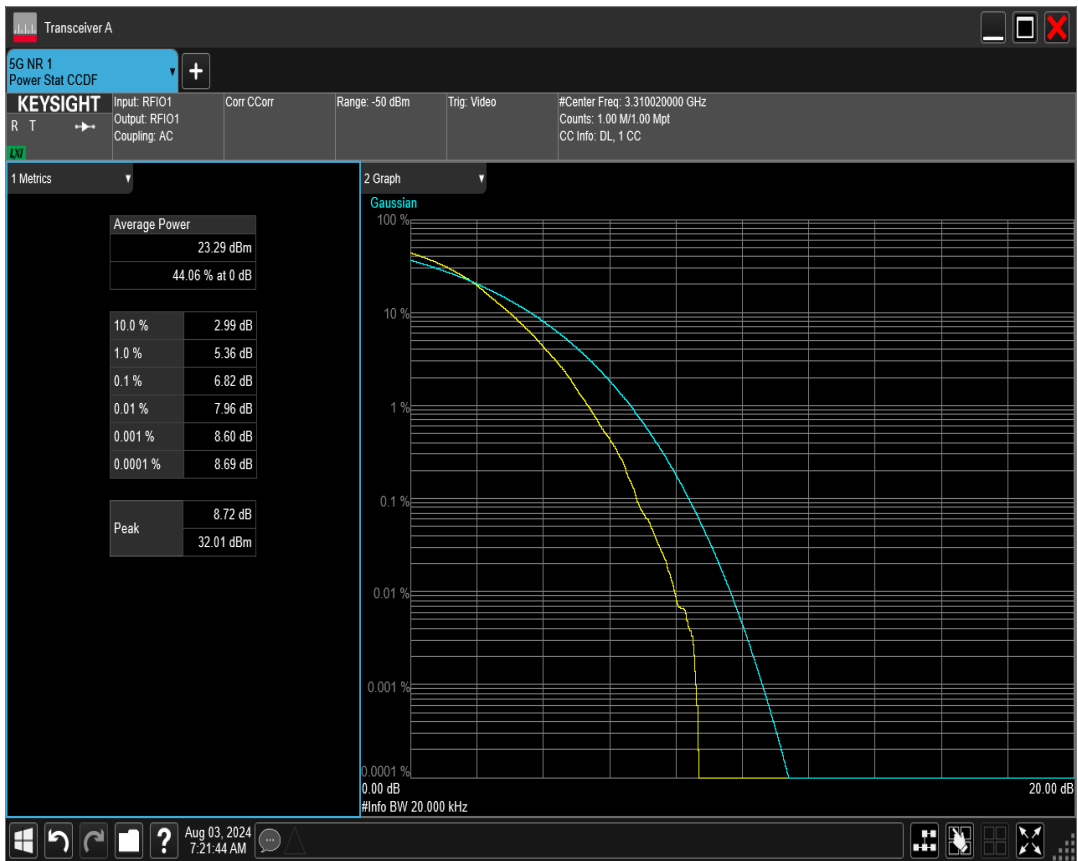 Transceiver A
5G NR 1
Power Stat CCDF
+
KEYSIGHT
R T
LXI
Input: RFIO1
Output: RFIO1
Coupling: AC
Corr CCorr
Range: -50 dBm
Trig: Video
#Center Freq: 3.310020000 GHz
Counts: 1.00 M/1.00 Mpt
CC Info: DL, 1 CC
1 Metrics
Average Power
23.29 dBm
44.06 % at 0 dB
10.0 % 2.99 dB
1.0 % 5.36 dB
0.1 % 6.82 dB
0.01 % 7.96 dB
0.001 % 8.60 dB
0.0001 % 8.69 dB
Peak
8.72 dB
32.01 dBm
2 Graph
Gaussian
100 %
10 %
1 %
0.1 %
0.01 %
0.001 %
0.0001 %
0.00 dB 20.00 dB
#Info BW 20.000 kHz
?
Aug 03, 2024
7:21:44 AM